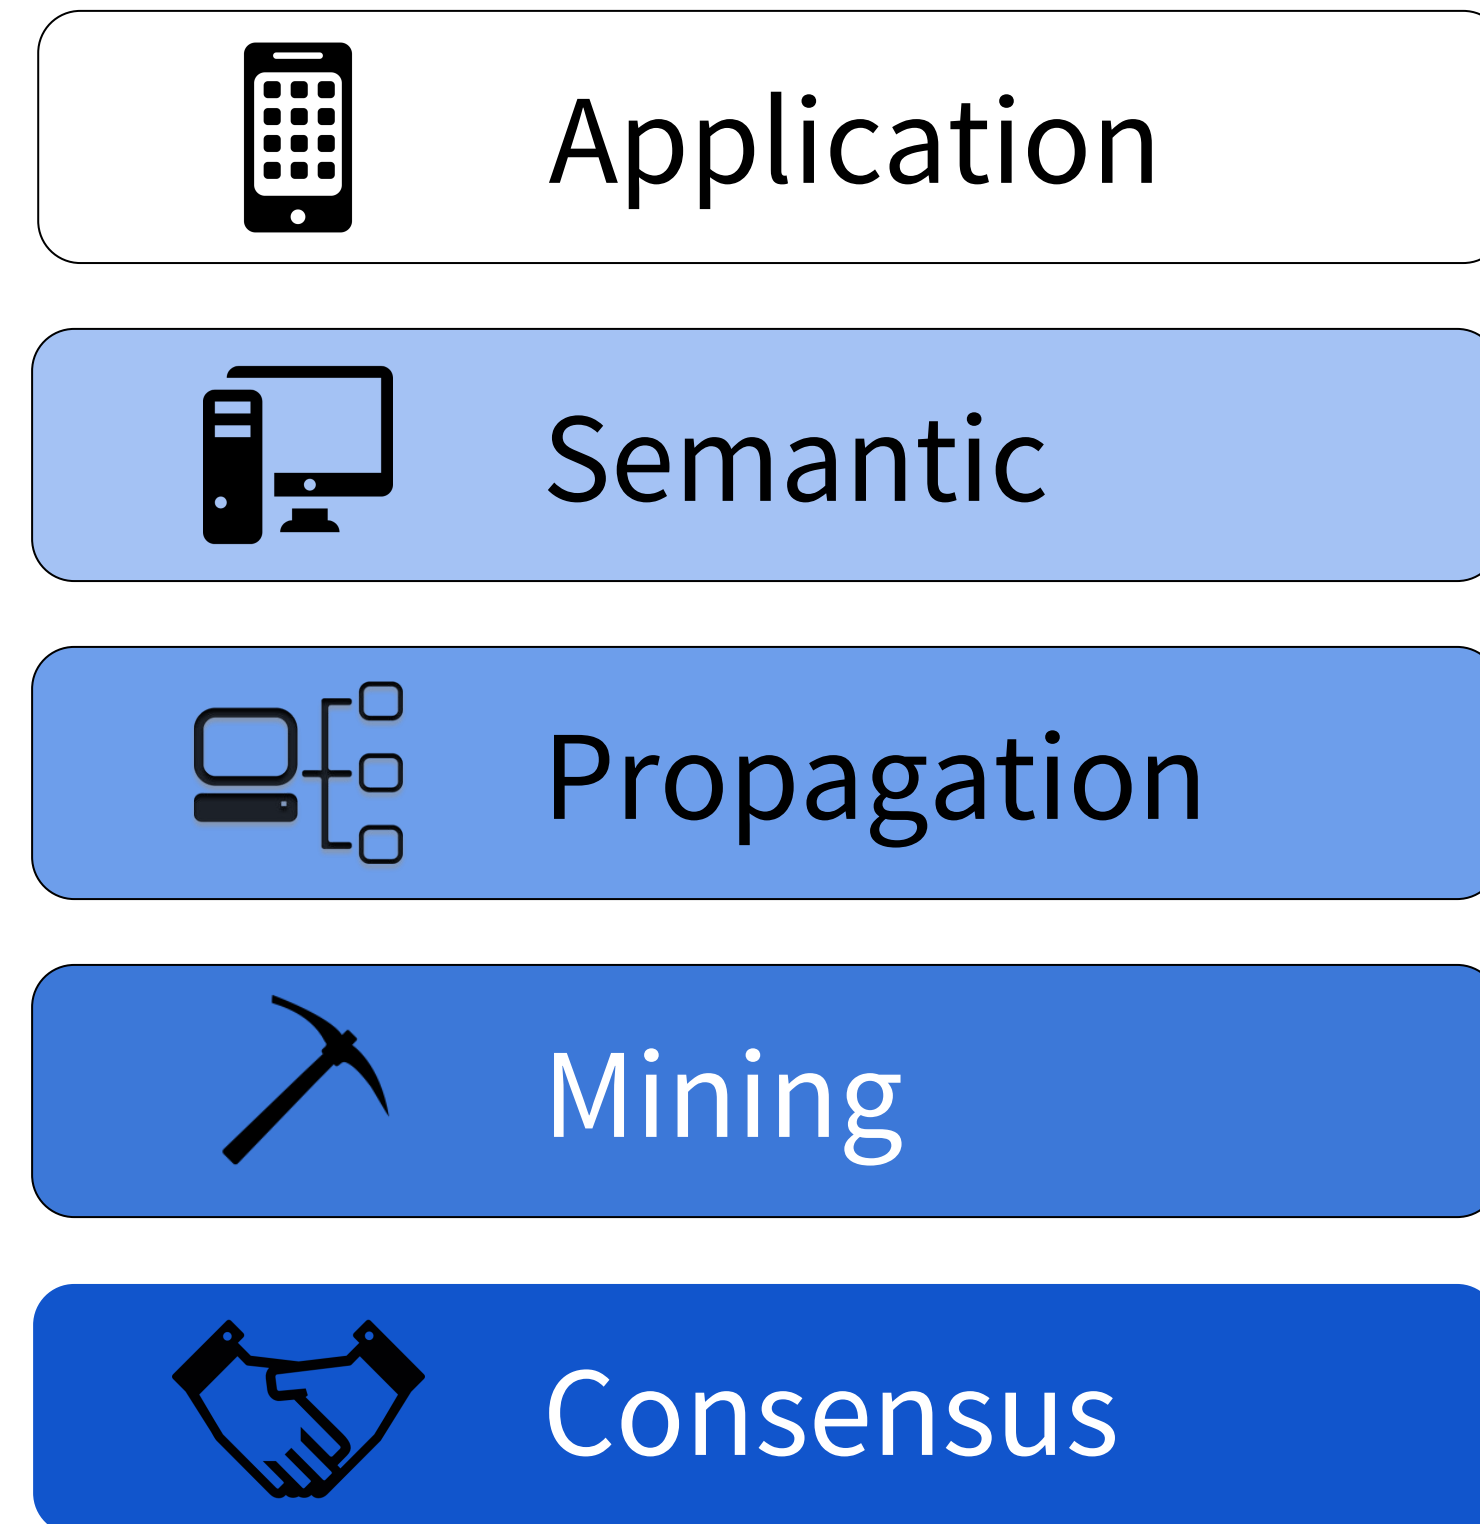 Application
Semantic
Propagation
Mining
Consensus